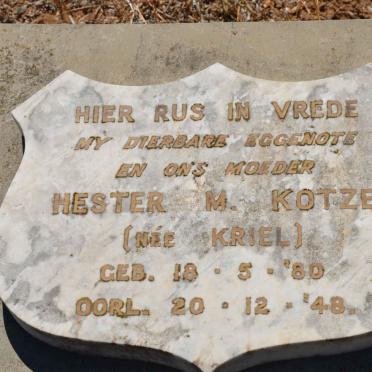 HIER RUS IN VREDE
MY DIERBARE EGGENOTE
EN ONS MOEDER
HESTER M. KOTZE
(NÉE KRIEL)
GEB. 18 · 5 - '80
OORL. 20 - 12 - '48.